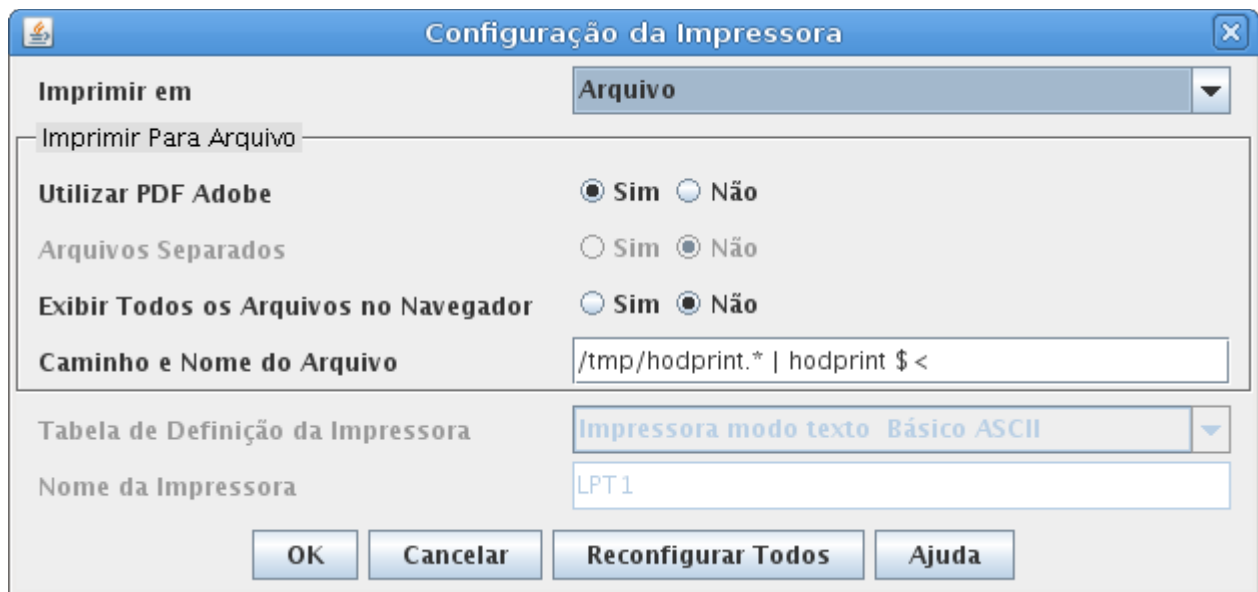 Configuração da Impressora
Imprimir em Arquivo
Imprimir Para Arquivo
Utilizar PDF Adobe Sim Não
Arquivos Separados Sim Não
Exibir Todos os Arquivos no Navegador Sim Não
Caminho e Nome do Arquivo /tmp/hodprint.* | hodprint $<
Tabela de Definição da Impressora Impressora modo texto Básico ASCII
Nome da Impressora LPT1
OK Cancelar Reconfigurar Todos Ajuda